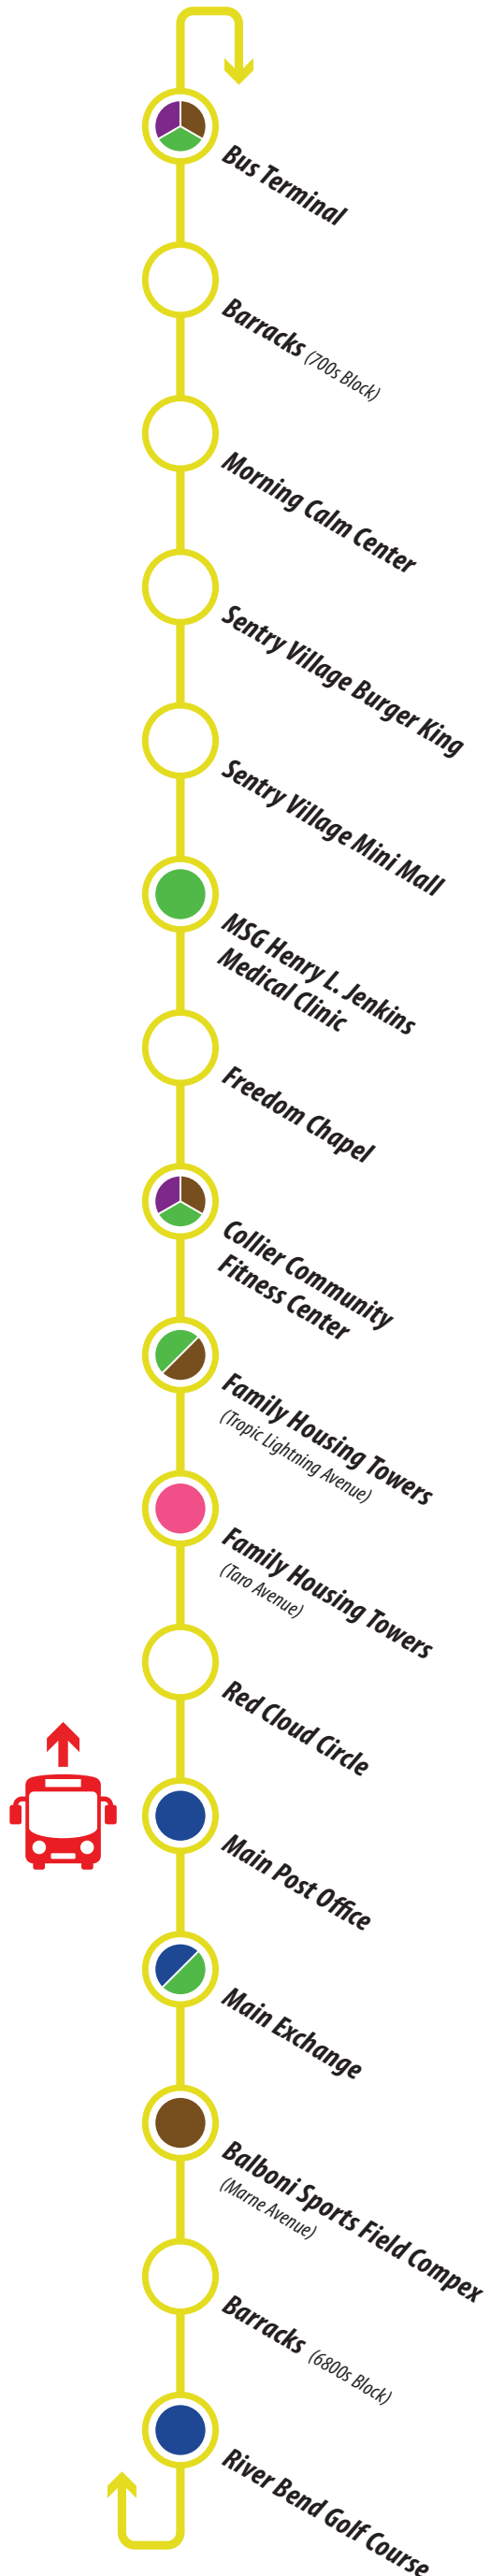 Bus Terminal
Barracks (700s Block)
Morning Calm Center
Sentry Village Burger King
Sentry Village Mini Mall
MSG Henry L. Jenkins
Medical Clinic
Freedom Chapel
Collier Community
Fitness Center
Family Housing Towers
(Tropic Lightning Avenue)
Family Housing Towers
(Taro Avenue)
Red Cloud Circle
Main Post Office
Main Exchange
Balboni Sports Field Compex
(Marne Avenue)
Barracks (6800s Block)
River Bend Golf Course